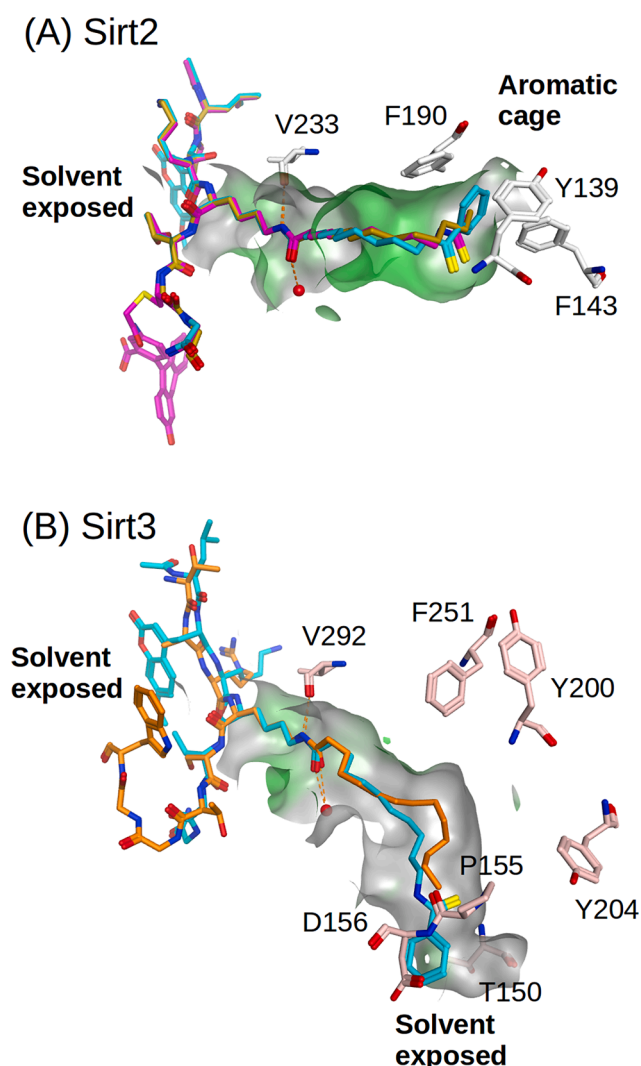 (A) Sirt2
Aromatic
cage
F190
V233
Solvent
exposed
Y139
F143
(B) Sirt3
F251
V292
Solvent
exposed
Y200
P155
Y204
D156
T150
Solvent
exposed